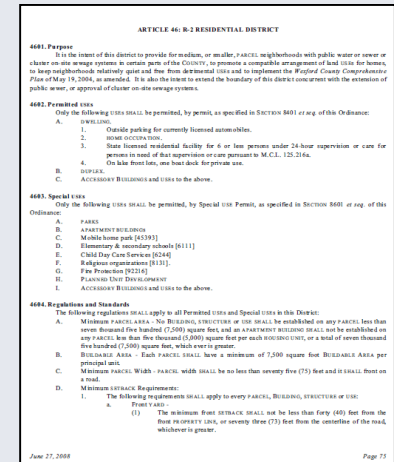 ARTICLE 46: R-2 RESIDENTIAL DISTRICT
4601. Purpose
It is the intent of this district to provide for medium, or smaller, PARCEL neighborhoods with public water or sewer or
cluster on-site sewage systems in certain parts of the COUNTY, to promote a compatible arrangement of land USES for homes,
to keep neighborhoods relatively quiet and free from detrimental USES and to implement the Wexford County Comprehensive
Plan of May 19, 2004, as amended. It is also the intent to extend the boundary of this district concurrent with the extension of
public sewer, or approval of cluster on-site sewage systems.
4602. Permitted USES
Only the following USES SHALL be permitted, by permit, as specified in SECTION 8401 et seq. of this Ordinance:
A. DWELLING.
1. Outside parking for currently licensed automobiles.
2. HOME OCCUPATION.
3. State licensed residential facility for 6 or less persons under 24-hour supervision or care for
persons in need of that supervision or care pursuant to M.C.L. 125.216a.
4. On lake front lots, one boat dock for private use.
B. DUPLEX.
C. ACCESSORY BUILDINGS and USES to the above.
4603. Special USES
Only the following USES SHALL be permitted, by Special USE Permit, as specified in SECTION 8601 et seq. of this
Ordinance:
A. PARKS
B. APARTMENT BUILDINGS
C. Mobile home park [45393]
D. Elementary & secondary schools [6111]
E. Child Day Care Services [6244]
F. Religious organizations [8131].
G. Fire Protection [92216]
H. PLANNED UNIT DEVELOPMENT
I. ACCESSORY BUILDINGS and USES to the above.
4604. Regulations and Standards
The following regulations SHALL apply to all Permitted USES and Special USES in this District:
A. Minimum PARCEL AREA - No BUILDING, STRUCTURE or USE SHALL be established on any PARCEL less than
seven thousand five hundred (7,500) square feet, and an APARTMENT BUILDING SHALL not be established on
any PARCEL less than five thousand (5,000) square feet per each HOUSING UNIT, or a total of seven thousand
five hundred (7,500) square feet, which ever is greater.
B. BUILDABLE AREA - Each PARCEL SHALL have a minimum of 7,500 square foot BUILDABLE AREA per
principal unit.
C. Minimum PARCEL Width - PARCEL width SHALL be no less than seventy five (75) feet and it SHALL front on
a road.
D. Minimum SETBACK Requirements:
1. The following requirements SHALL apply to every PARCEL, BUILDING, STRUCTURE or USE:
a. FRONT YARD -
(1) The minimum front SETBACK SHALL not be less than forty (40) feet from the
front PROPERTY LINE, or seventy three (73) feet from the centerline of the road,
whichever is greater.
June 27, 2008 Page 75